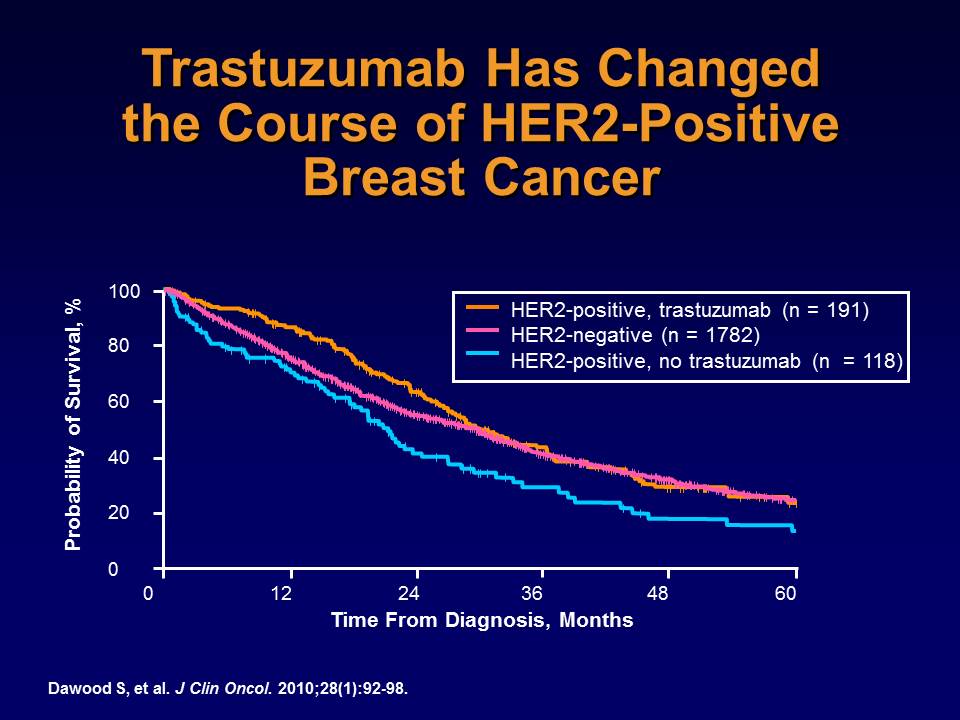 Trastuzumab Has Changed
the Course of HER2-Positive
Breast Cancer
Probability of Survival, %
100
80
60
40
20
0
HER2-positive, trastuzumab (n = 191)
HER2-negative (n = 1782)
HER2-positive, no trastuzumab (n = 118)
0 12 24 36 48 60
Time From Diagnosis, Months
Dawood S, et al. J Clin Oncol. 2010;28(1):92-98.